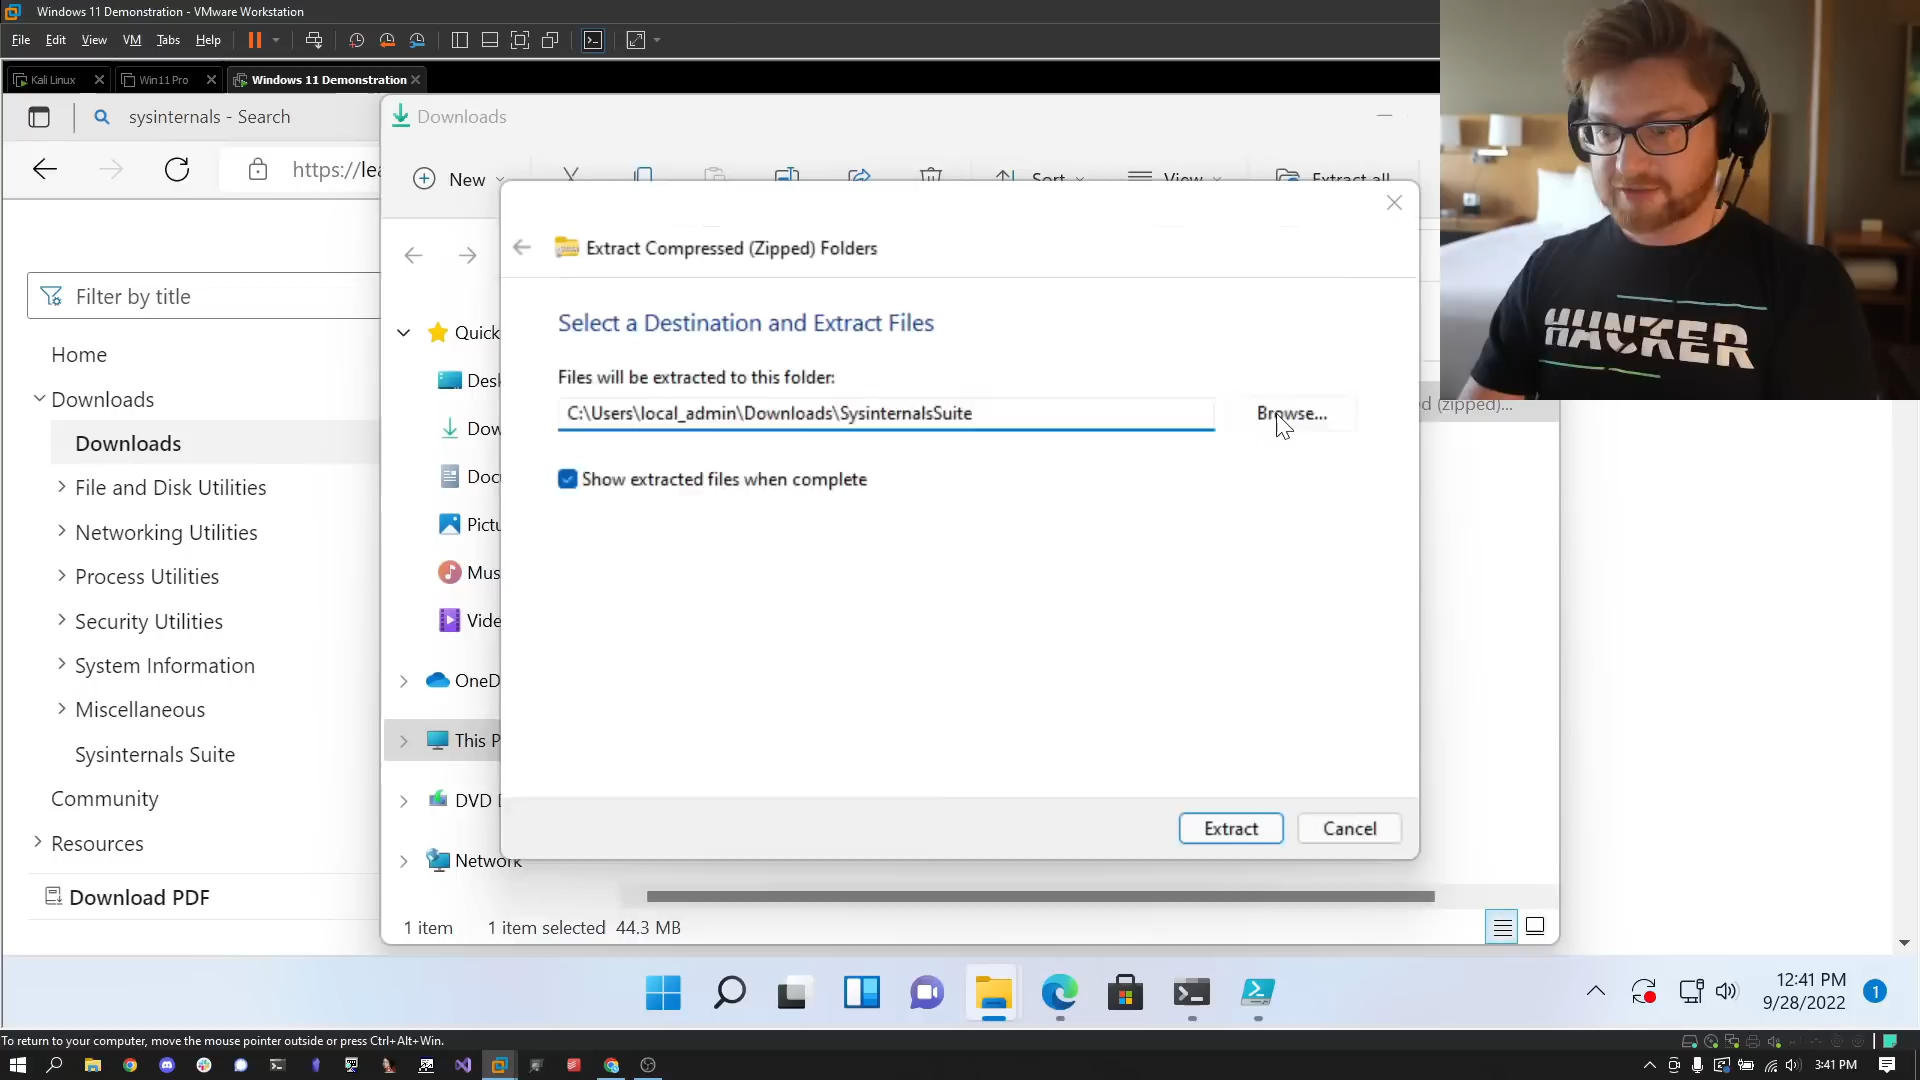 Windows 11 Demonstration - VMware Workstation
File Edit View VM Tabs Help
Kali Linux Win11 Pro Windows 11 Demonstration
sysinternals - Search
Downloads
https://lea
New
Sort
View
Extract all
Extract Compressed (Zipped) Folders
Select a Destination and Extract Files
Files will be extracted to this folder:
C:\Users\local_admin\Downloads\SysinternalsSuite
Browse...
Show extracted files when complete
Extract
Cancel
Filter by title
Home
Downloads
Downloads
File and Disk Utilities
Networking Utilities
Process Utilities
Security Utilities
System Information
Miscellaneous
Sysinternals Suite
Community
Resources
Download PDF
Quick
Desk
Dow
Doc
Pictu
Mus
Vide
OneD
This P
DVD
Network
d (zipped)...
1 item 1 item selected 44.3 MB
HACKER
12:41 PM
9/28/2022
1
To return to your computer, move the mouse pointer outside or press Ctrl+Alt+Win.
3:41 PM